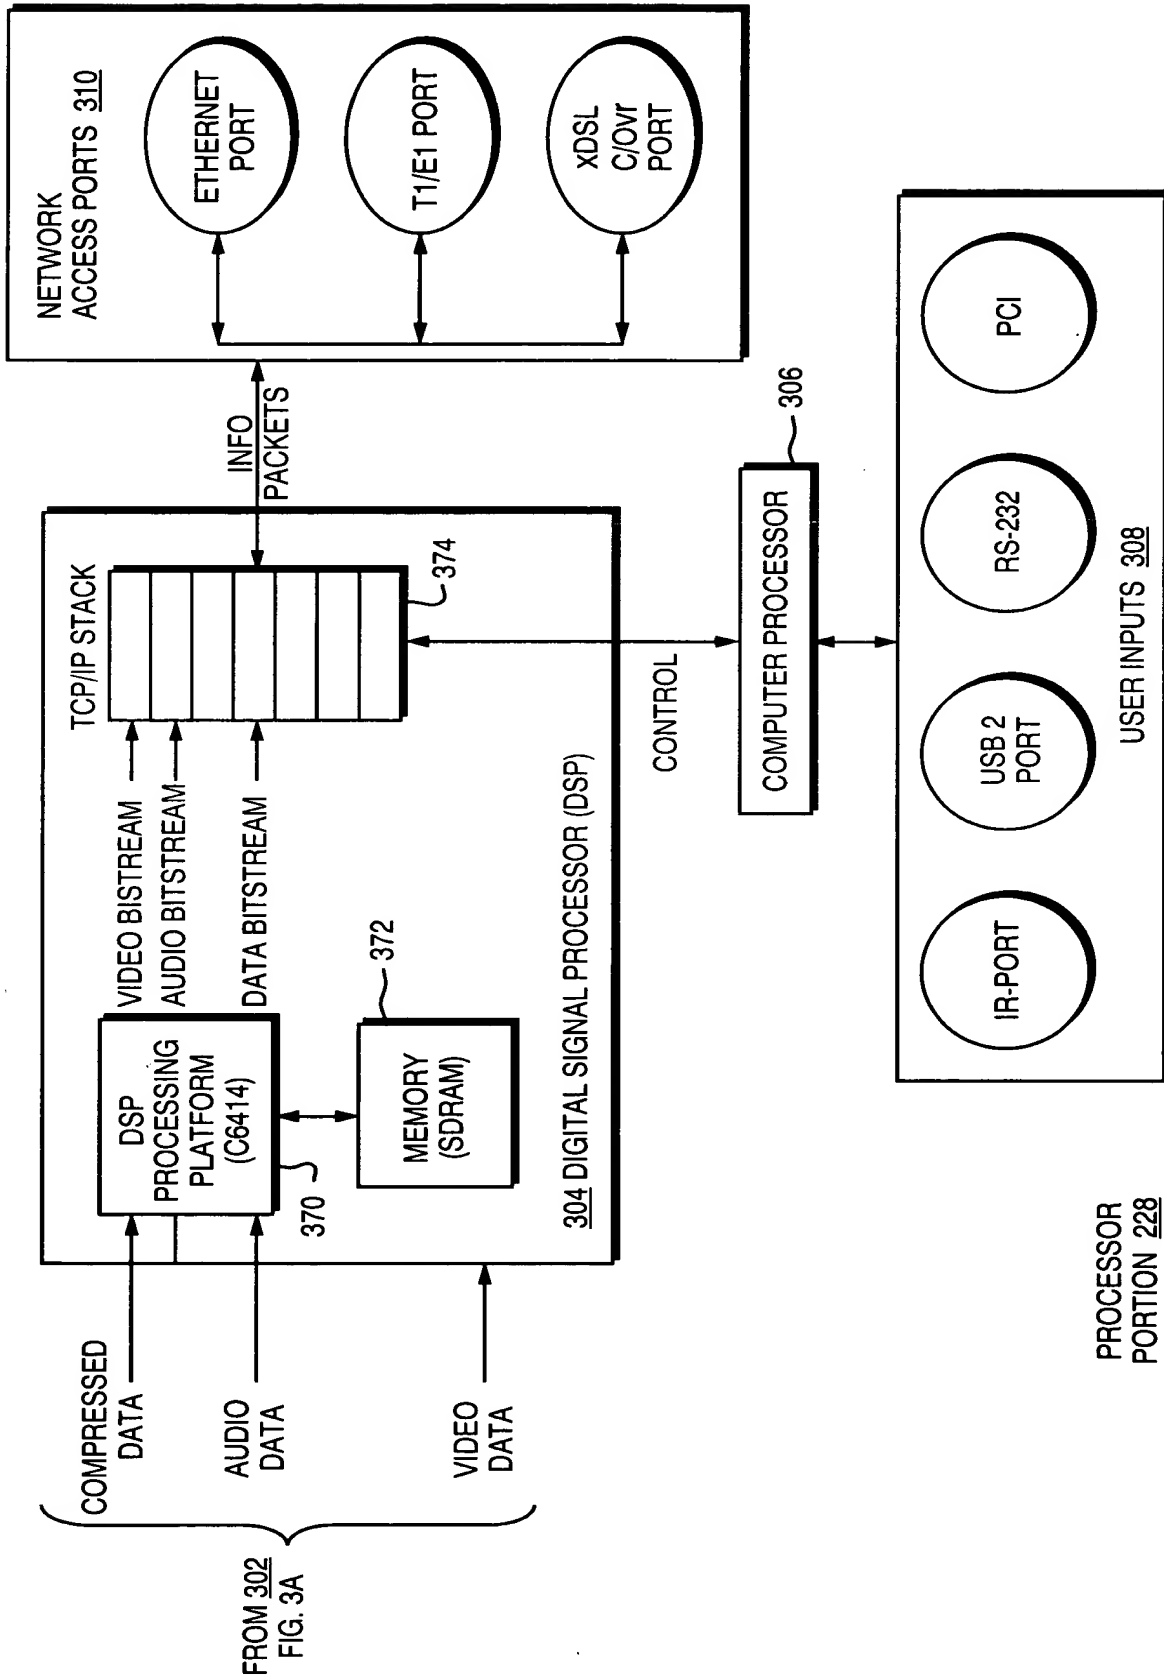 FROM 302
FIG. 3A
COMPRESSED
DATA
AUDIO
DATA
VIDEO
DATA
DSP
PROCESSING
PLATFORM
(C6414)
370
MEMORY
(SDRAM)
372
VIDEO BISTREAM
AUDIO BITSTREAM
DATA BITSTREAM
TCP/IP STACK
374
304 DIGITAL SIGNAL PROCESSOR (DSP)
INFO
PACKETS
NETWORK
ACCESS PORTS 310
ETHERNET
PORT
T1/E1 PORT
xDSL
C/Ovr
PORT
CONTROL
COMPUTER PROCESSOR
306
IR-PORT
USB 2
PORT
RS-232
PCI
USER INPUTS 308
PROCESSOR
PORTION 228